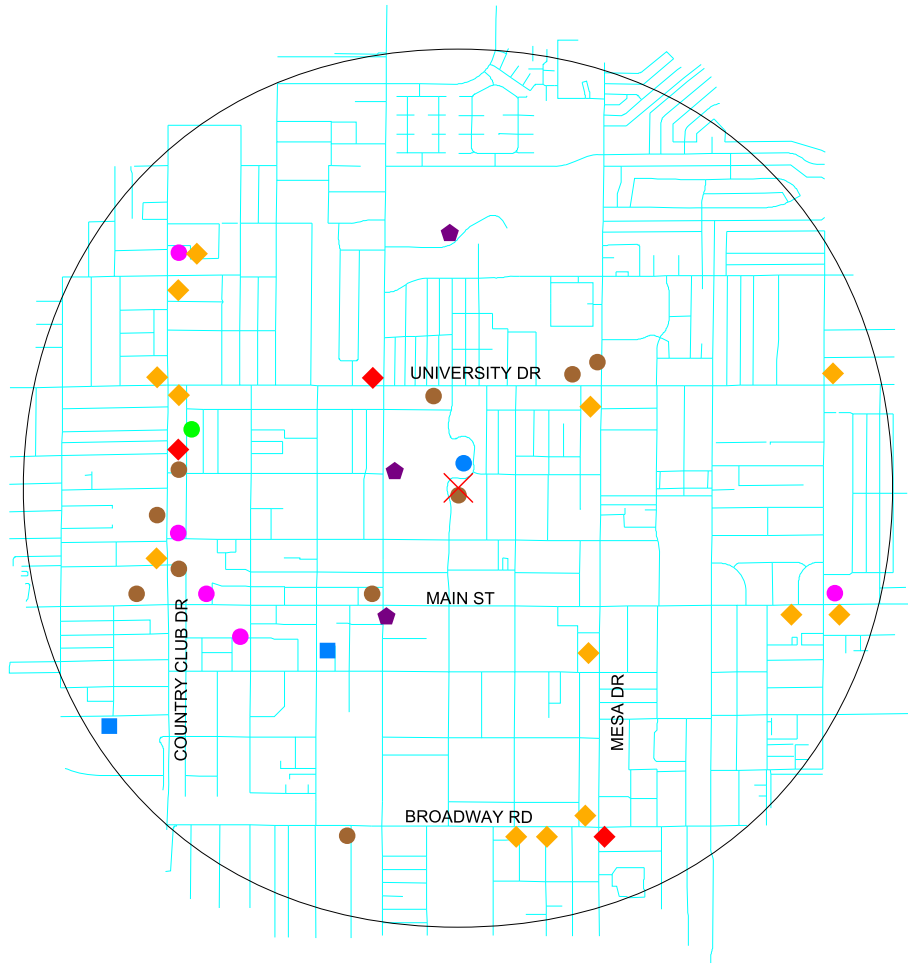 UNIVERSITY DR
MAIN ST
COUNTRY CLUB DR
MESA DR
BROADWAY RD